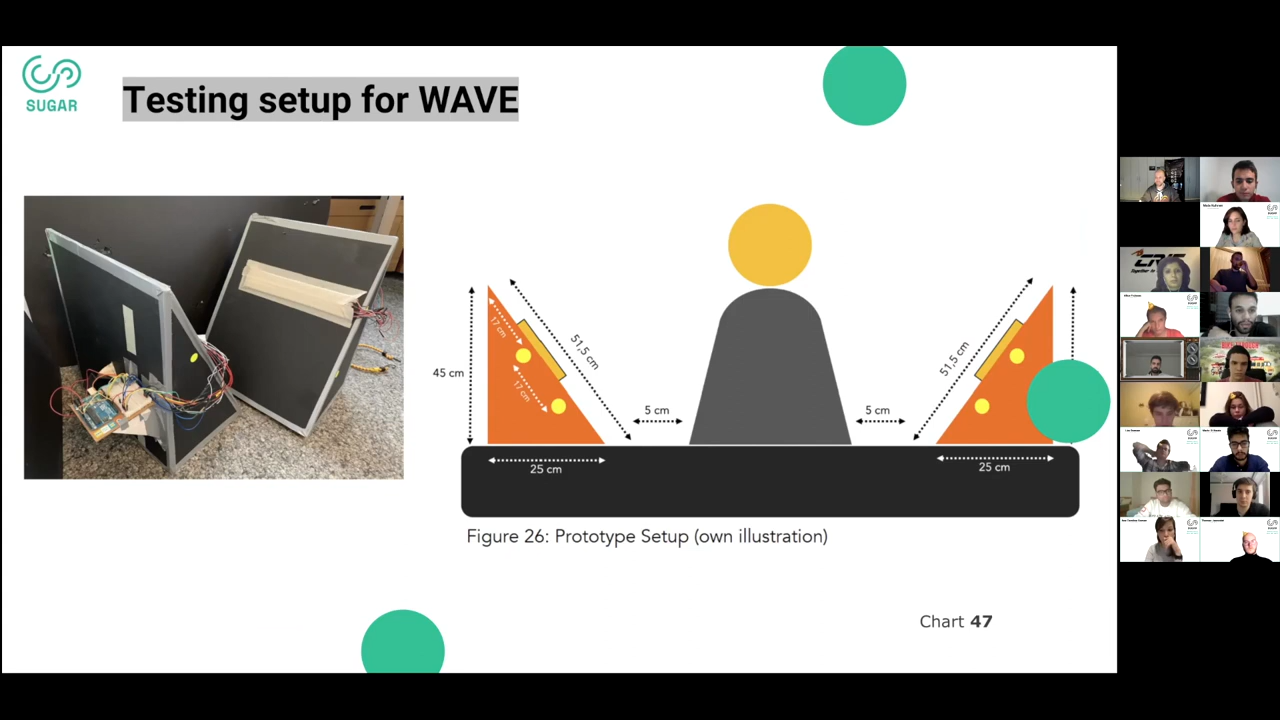 SUGAR
Testing setup for WAVE
45 cm
17 cm
17 cm
51,5 cm
5 cm
5 cm
51,5 cm
25 cm
25 cm
Figure 26: Prototype Setup (own illustration)
Chart 47